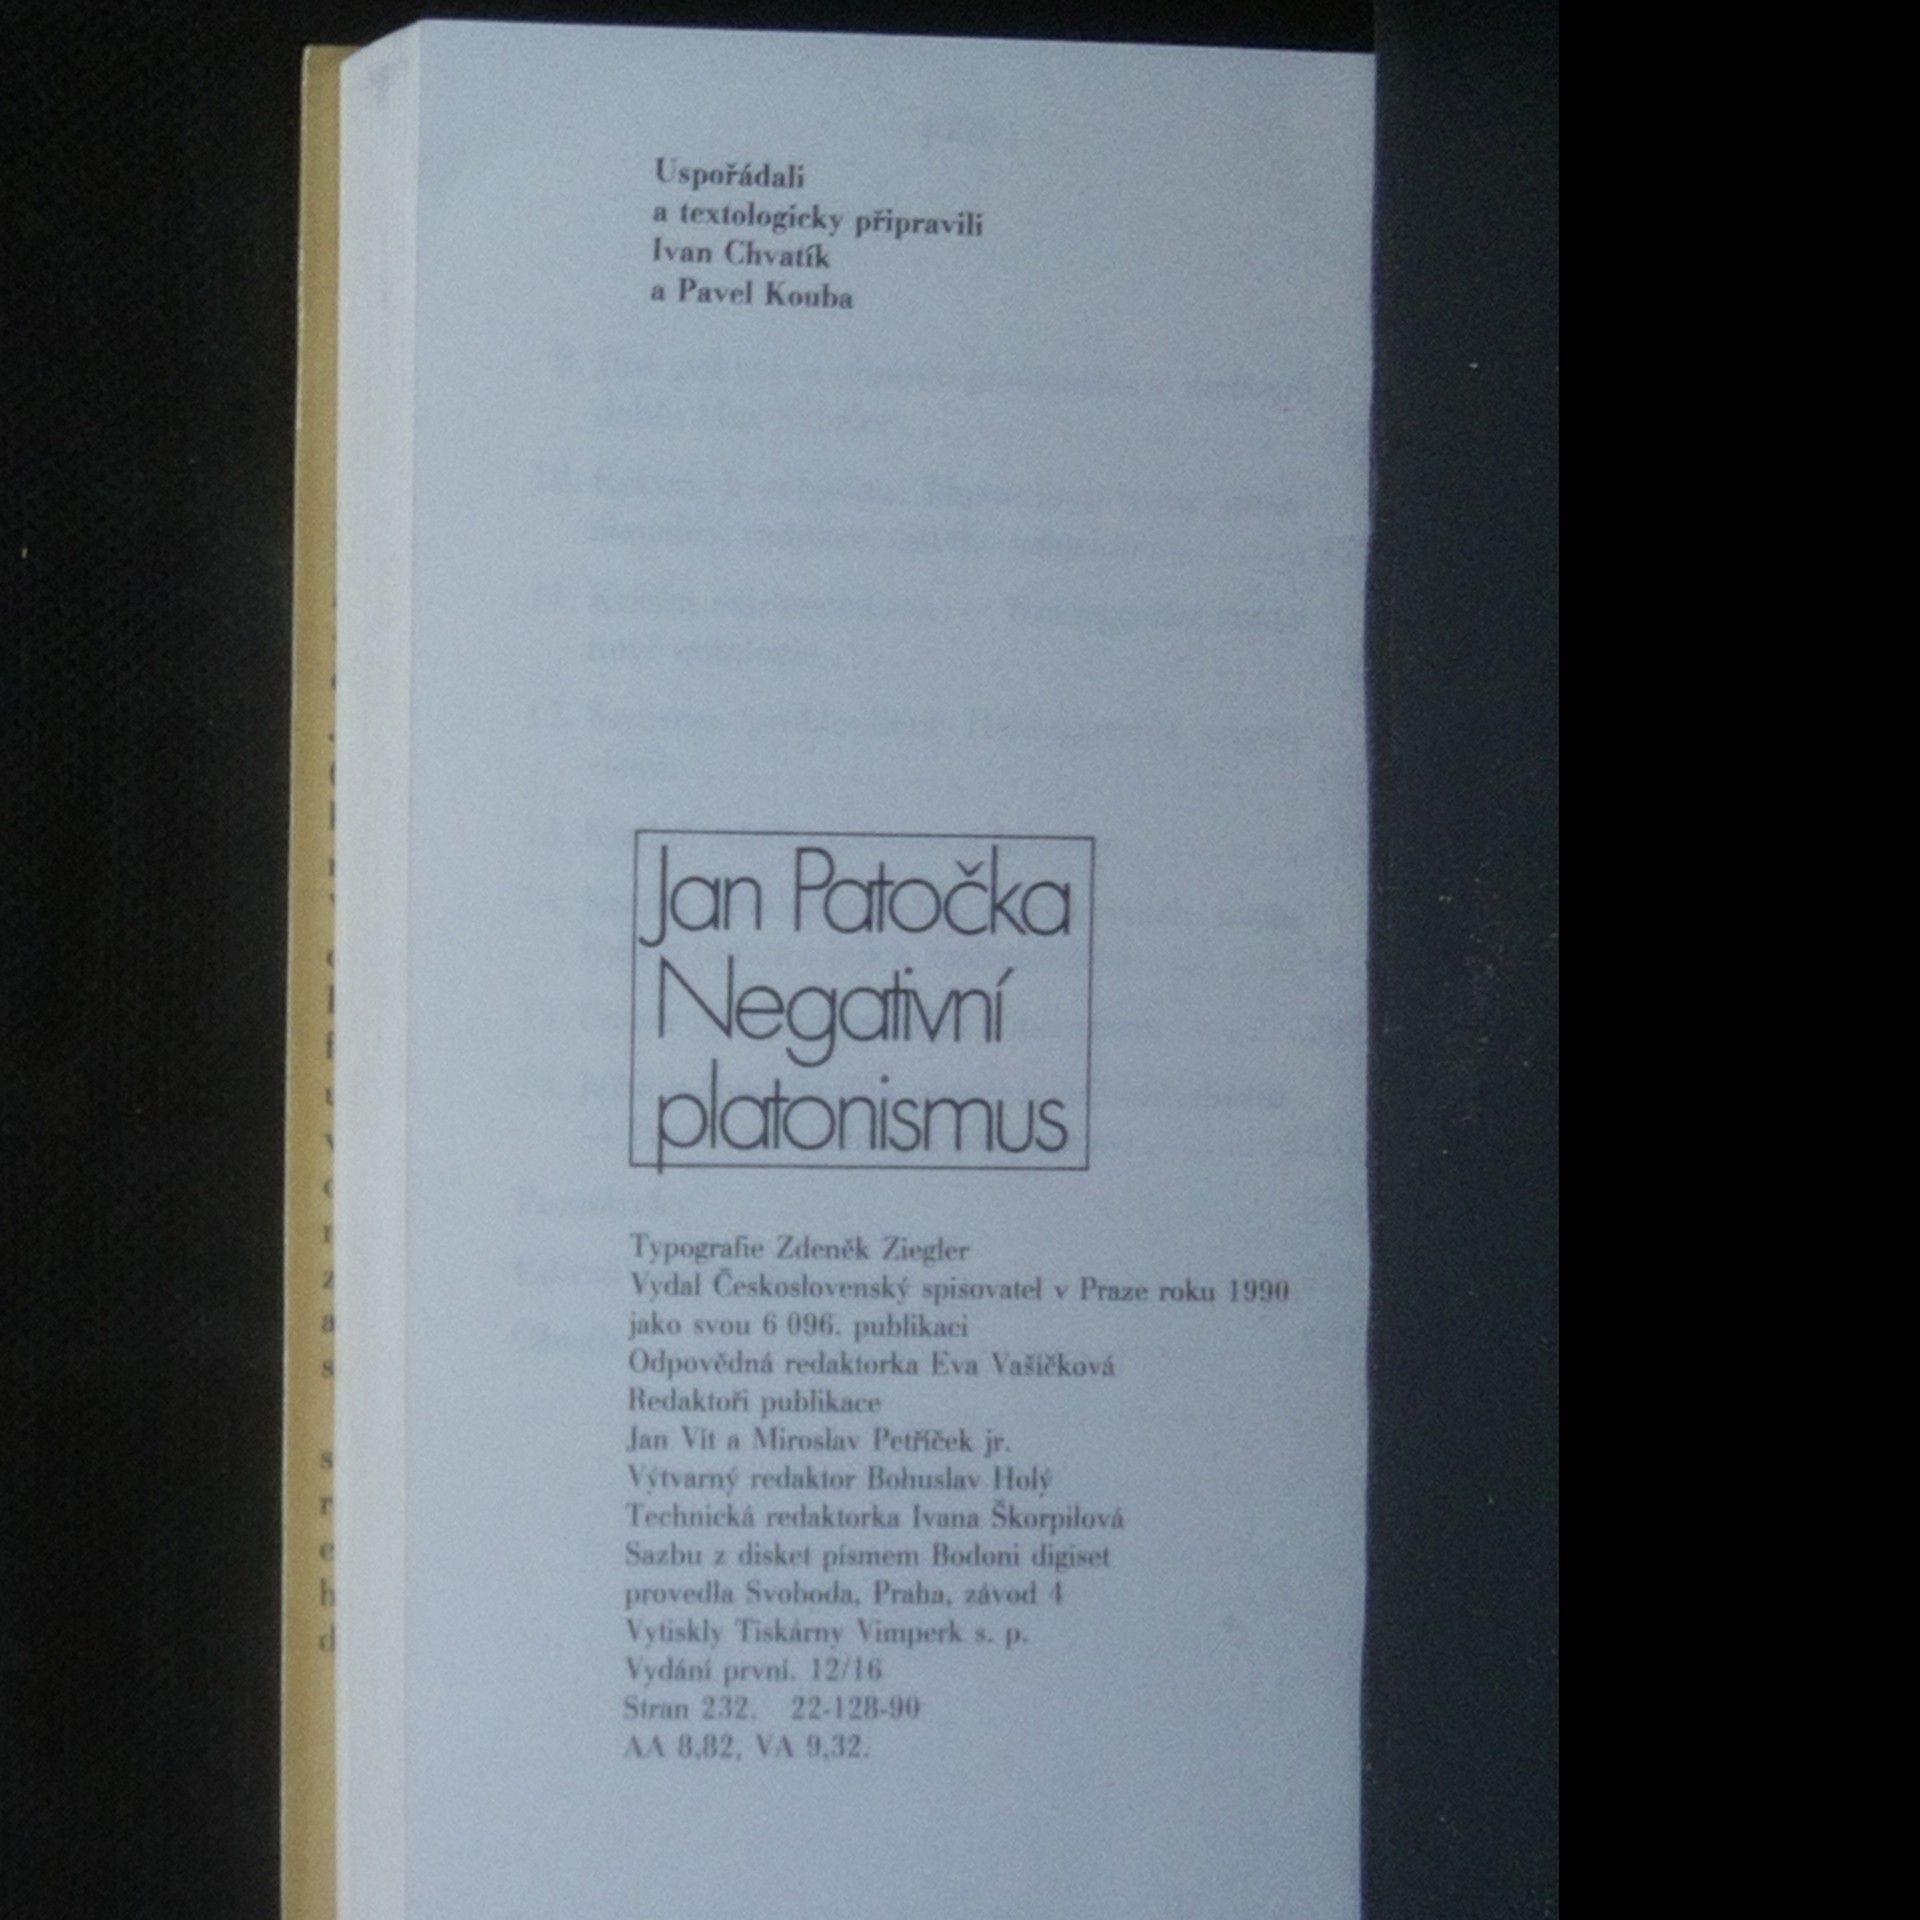 Uspořádali
a textologicky připravili
Ivan Chvatík
a Pavel Kouba
Jan Patočka
Negativní
platonismus
Typografie Zdeněk Ziegler
Vydal Československý spisovatel v Praze roku 1990
jako svou 6 096. publikaci
Odpovědná redaktorka Eva Vašíčková
Redaktoři publikace
Jan Vít a Miroslav Petříček jr.
Výtvarný redaktor Bohuslav Holý
Technická redaktorka Ivana Škorpilová
Sazbu z disket písmem Bodoni digiset
provedla Svoboda, Praha, závod 4
Vytiskly Tiskárny Vimperk s. p.
Vydání první. 12/16
Stran 232. 22-128-90
AA 8,82, VA 9,32.